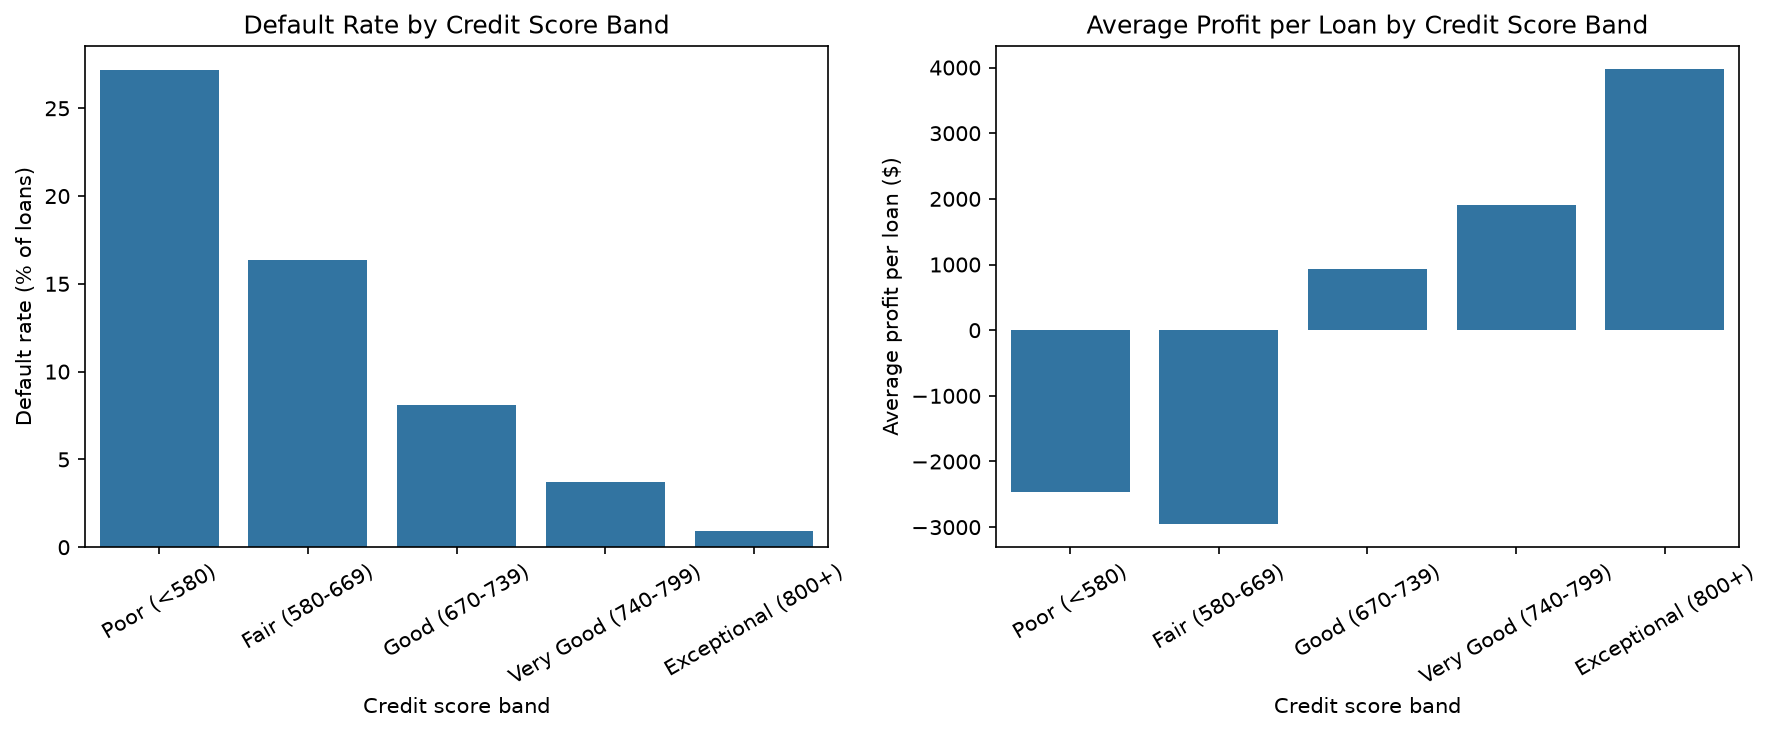 Default Rate by Credit Score Band
Default rate (% of loans)
25
20
15
10
5
0
Poor (<580)
Fair (580-669)
Good (670-739)
Very Good (740-799)
Exceptional (800+)
Credit score band
Average Profit per Loan by Credit Score Band
Average profit per loan ($)
4000
3000
2000
1000
0
−1000
−2000
−3000
Poor (<580)
Fair (580-669)
Good (670-739)
Very Good (740-799)
Exceptional (800+)
Credit score band